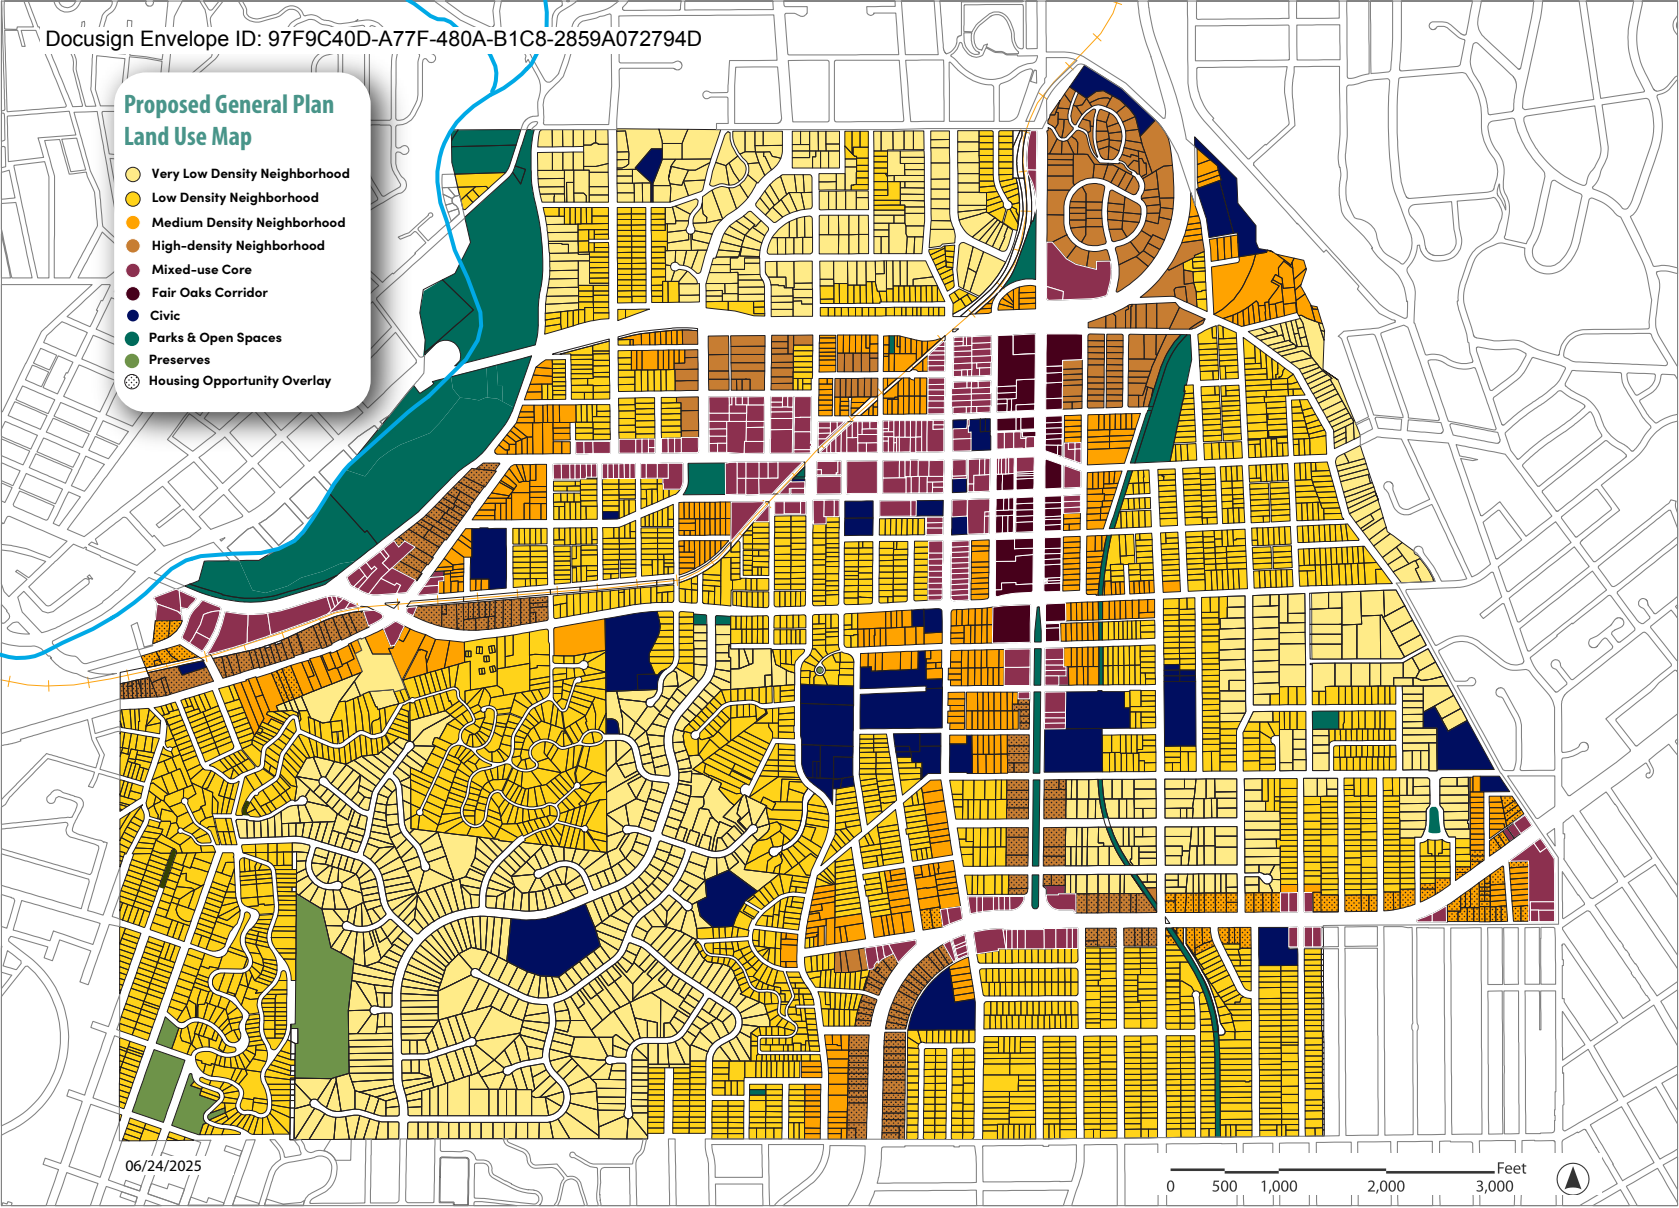 Docusign Envelope ID: 97F9C40D-A77F-480A-B1C8-2859A072794D
Proposed General Plan
Land Use Map
Very Low Density Neighborhood
Low Density Neighborhood
Medium Density Neighborhood
High-density Neighborhood
Mixed-use Core
Fair Oaks Corridor
Civic
Parks & Open Spaces
Preserves
Housing Opportunity Overlay
06/24/2025
Feet
0 500 1,000 2,000 3,000